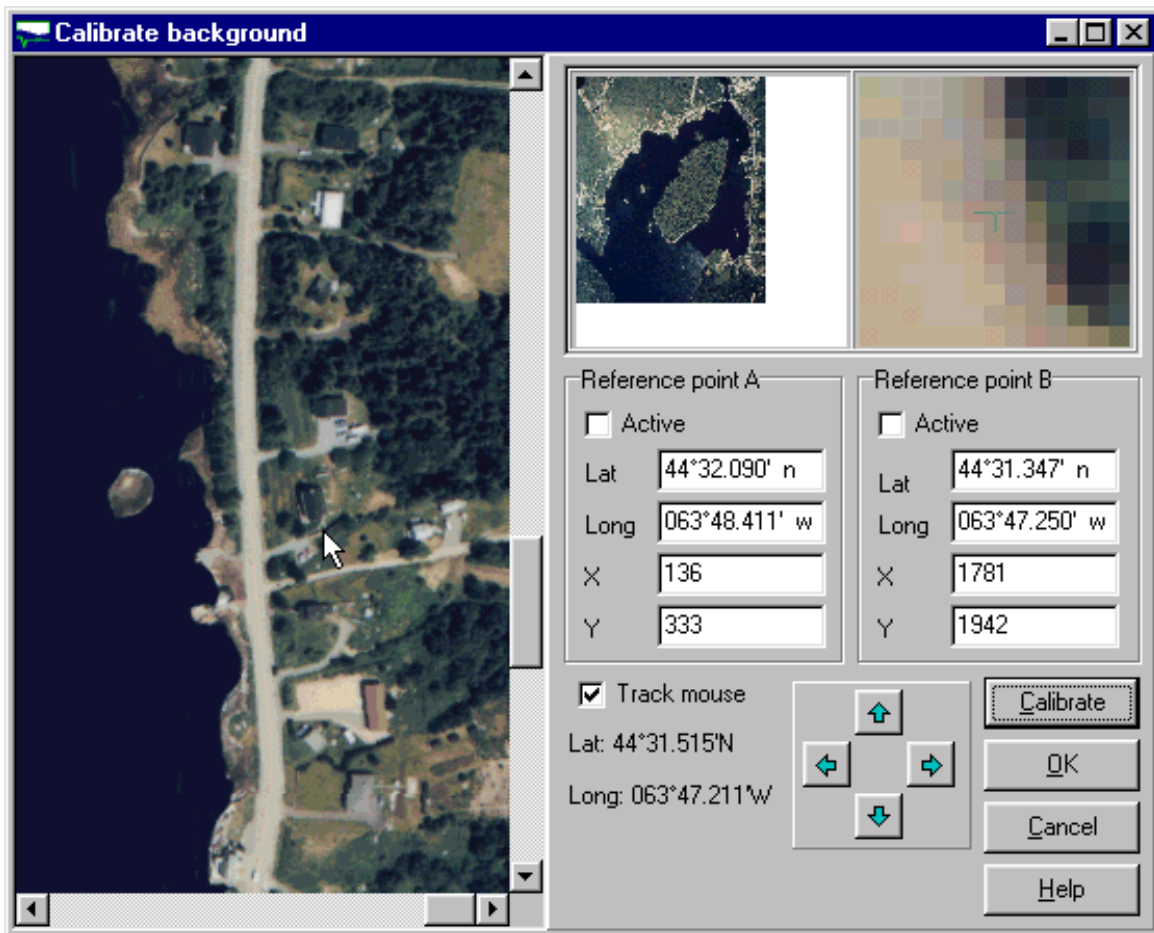 Calibrate background
Reference point A
Active
Lat 44°32.090' n
Long 063°48.411' w
X 136
Y 333
Reference point B
Active
Lat 44°31.347' n
Long 063°47.250' w
X 1781
Y 1942
Track mouse
Lat: 44°31.515'N
Long: 063°47.211'W
Calibrate
OK
Cancel
Help